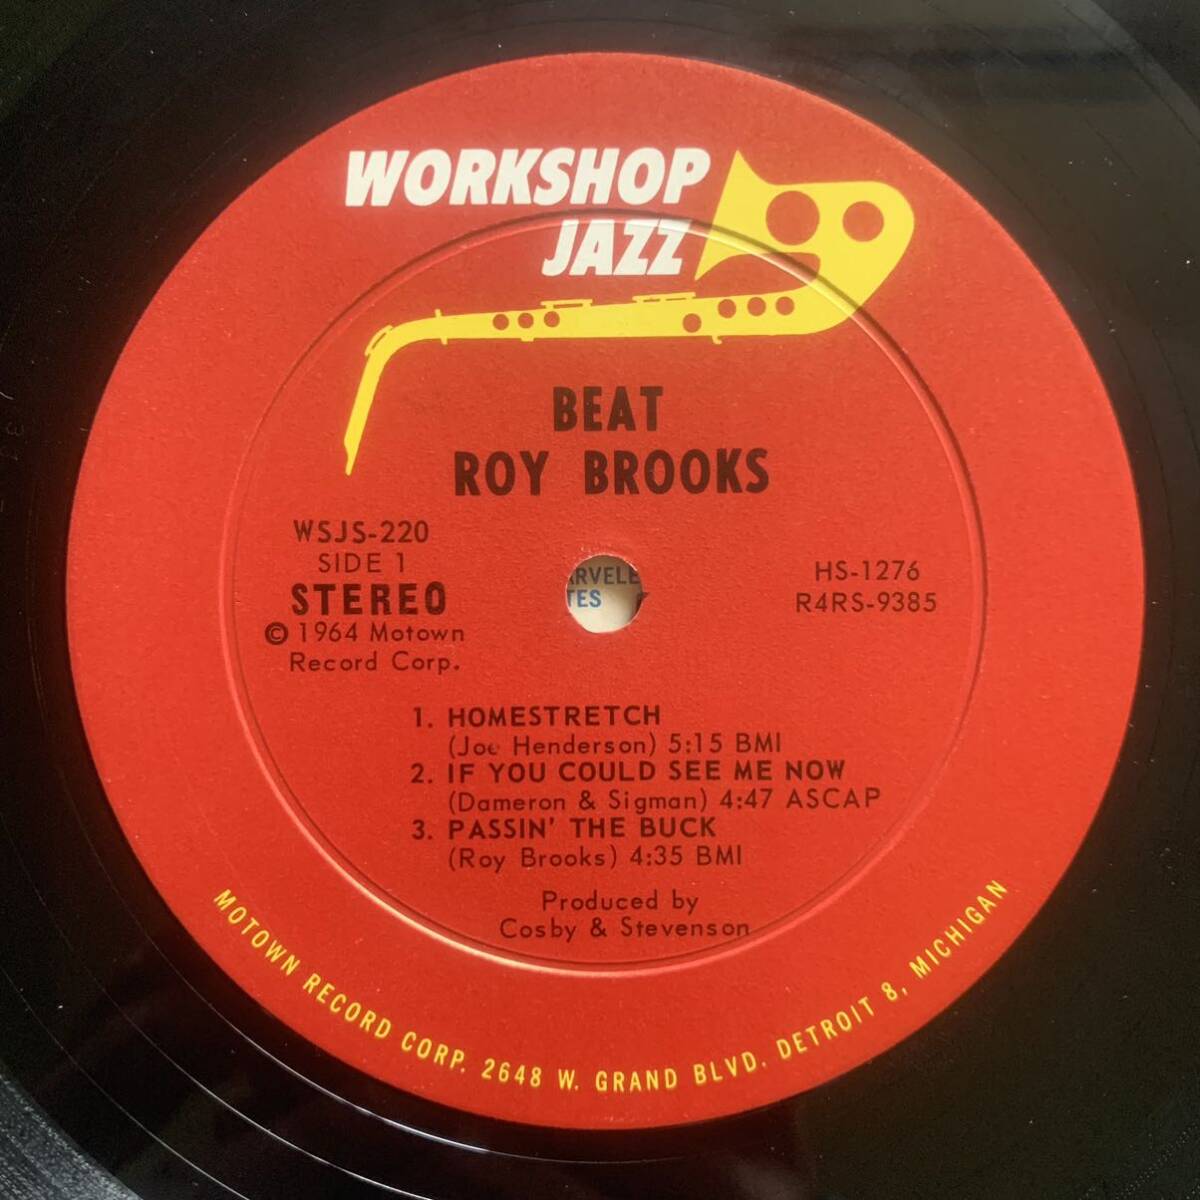 WORKSHOP
JAZZ
BEAT
ROY BROOKS
WSJS-220
SIDE 1
STEREO
© 1964 Motown
Record Corp.
HS-1276
R4RS-9385
ARVELE
TES
1. HOMESTRETCH
(Joe Henderson) 5:15 BMI
2. IF YOU COULD SEE ME NOW
(Dameron & Sigman) 4:47 ASCAP
3. PASSIN' THE BUCK
(Roy Brooks) 4:35 BMI
Produced by
Cosby & Stevenson
MOTOWN RECORD CORP. 2648 W. GRAND BLVD. DETROIT 8, MICHIGAN